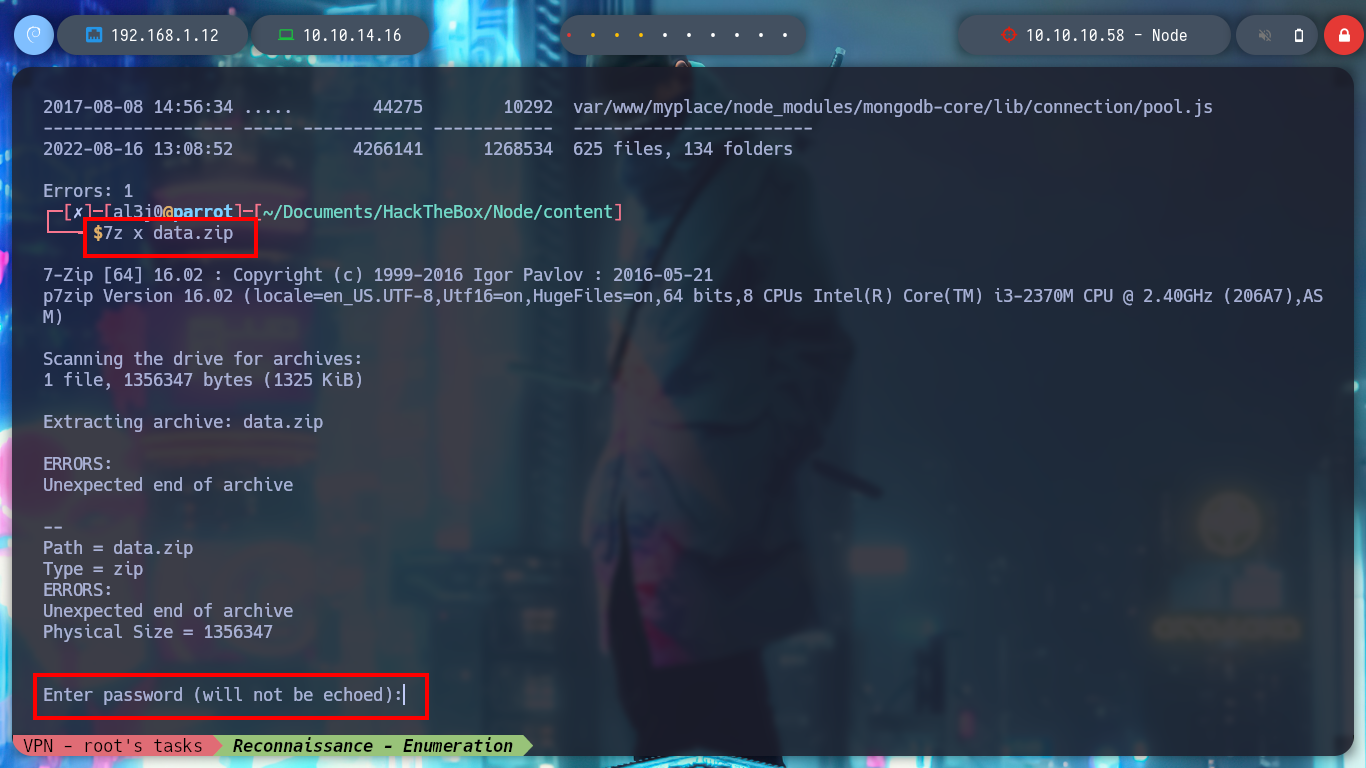 192.168.1.12 10.10.14.16 10.10.10.58 - Node
2017-08-08 14:56:34 ..... 44275 10292 var/www/myplace/node_modules/mongodb-core/lib/connection/pool.js
------------------- ----- ------------ ------------ ------------------------
2022-08-16 13:08:52 4266141 1268534 625 files, 134 folders
Errors: 1
┌─[✗]─[al3j0@parrot]─[~/Documents/HackTheBox/Node/content]
└──╼ $7z x data.zip
7-Zip [64] 16.02 : Copyright (c) 1999-2016 Igor Pavlov : 2016-05-21
p7zip Version 16.02 (locale=en_US.UTF-8,Utf16=on,HugeFiles=on,64 bits,8 CPUs Intel(R) Core(TM) i3-2370M CPU @ 2.40GHz (206A7),AS
M)
Scanning the drive for archives:
1 file, 1356347 bytes (1325 KiB)
Extracting archive: data.zip
ERRORS:
Unexpected end of archive
--
Path = data.zip
Type = zip
ERRORS:
Unexpected end of archive
Physical Size = 1356347
Enter password (will not be echoed):
VPN - root's tasks Reconnaissance - Enumeration